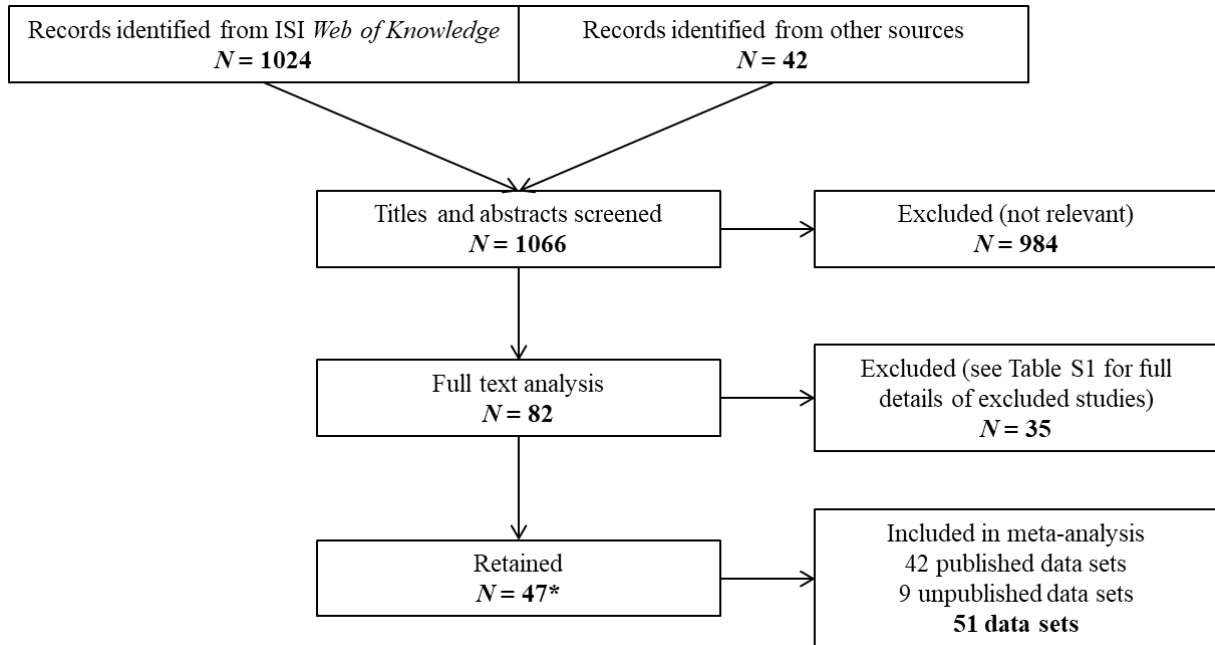 Records identified from ISI Web of Knowledge
N = 1024
Records identified from other sources
N = 42
Titles and abstracts screened
N = 1066
Excluded (not relevant)
N = 984
Full text analysis
N = 82
Excluded (see Table S1 for full
details of excluded studies)
N = 35
Retained
N = 47*
Included in meta-analysis
42 published data sets
9 unpublished data sets
51 data sets